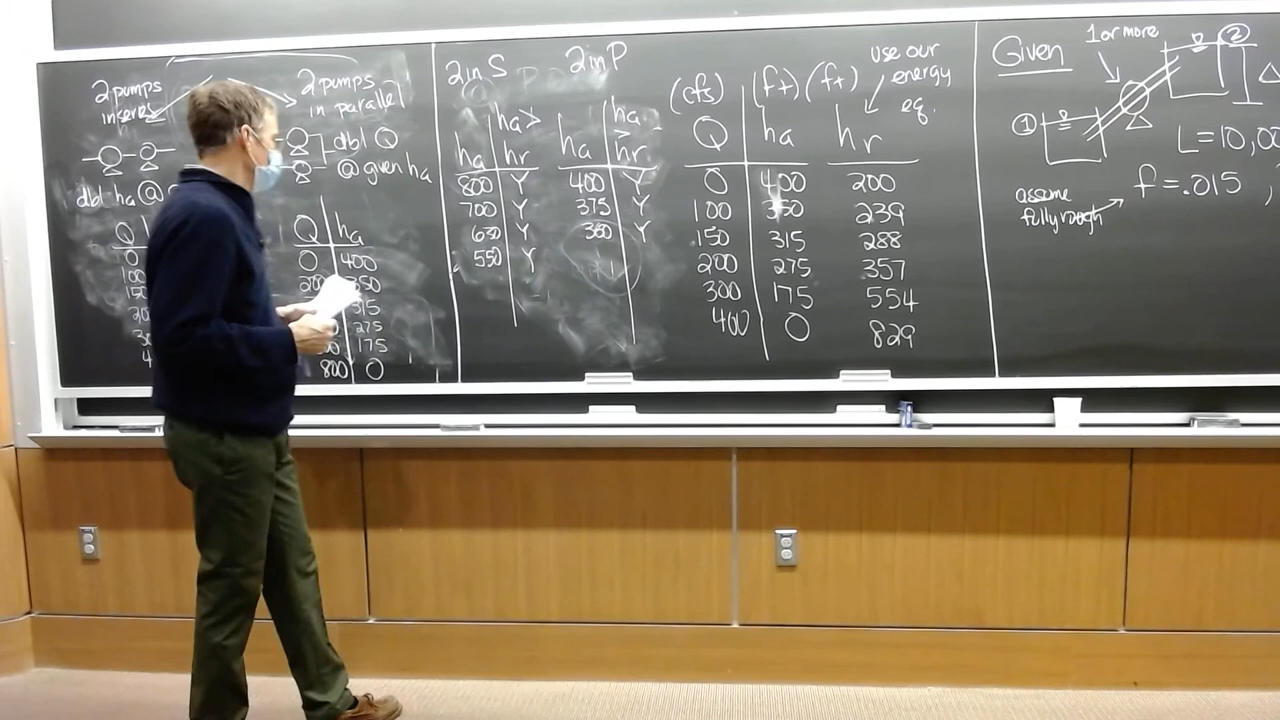 2 pumps
in series
2 pumps
in parallel
dbl Q
@ given ha
dbl ha @
Q
0
100
150
Q ha
0 400
200 350
315
275
175
800 0
2 in S
2 in P
ha ha > hr
800 Y
700 Y
630 Y
550 Y
ha ha > hr
400 Y
375 Y
360 Y
(cfs) (ft) (ft)
use our
energy
eq.
Q ha hr
0 400 200
100 350 239
150 315 288
200 275 357
300 175 554
400 0 829
Given
1 or more
1
2
L = 10,00
f = .015 ,
assume
fully rough